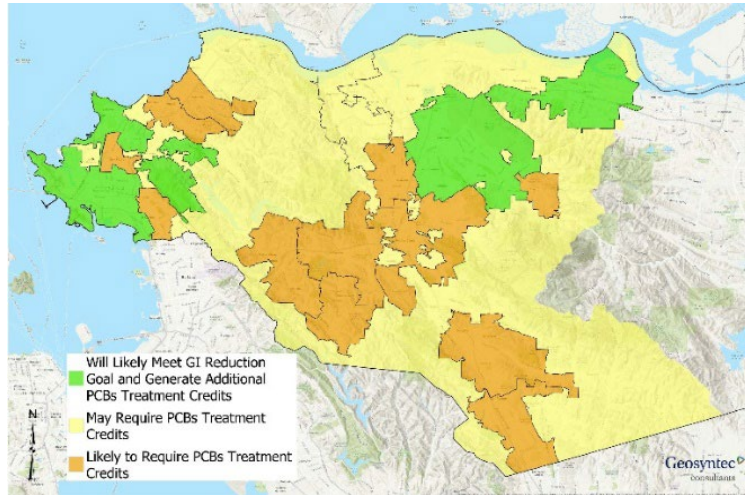 Will Likely Meet GI Reduction
Goal and Generate Additional
PCBs Treatment Credits
May Require PCBs Treatment
Credits
Likely to Require PCBs Treatment
Credits
N
Geosyntec
consultants